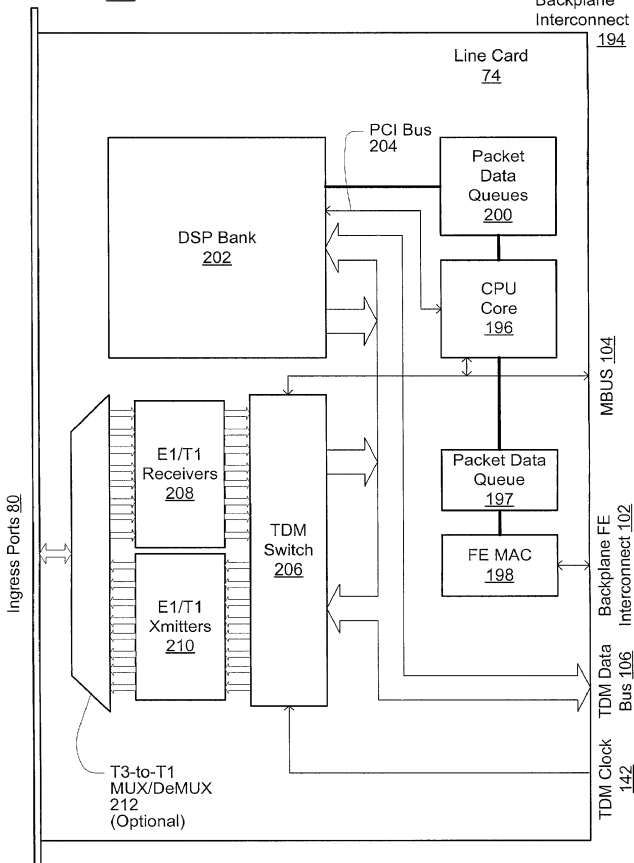 Backplane
Interconnect
194
Line Card
74
PCI Bus
204
Packet
Data
Queues
200
DSP Bank
202
CPU
Core
196
MBUS 104
E1/T1
Receivers
208
Packet Data
Queue
197
TDM
Switch
206
FE MAC
198
Backplane FE
Interconnect 102
Ingress Ports 80
E1/T1
Xmitters
210
TDM Data
Bus 106
T3-to-T1
MUX/DeMUX
212
(Optional)
TDM Clock
142